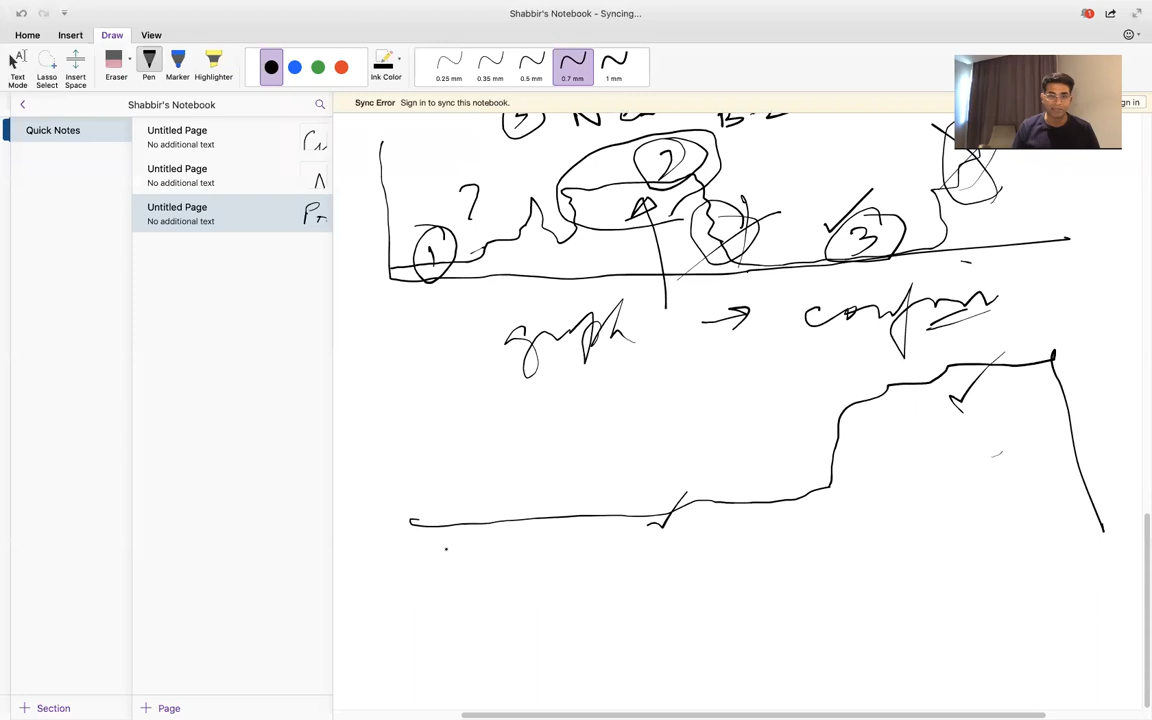 Shabbir's Notebook - Syncing...
1
Home Insert Draw View
Text Mode
Lasso Select
Insert Space
Eraser
Pen
Marker
Highlighter
Ink Color
0.25 mm
0.35 mm
0.5 mm
0.7 mm
1 mm
Shabbir's Notebook
Sync Error Sign in to sync this notebook.
gn in
Quick Notes
Untitled Page
No additional text
Untitled Page
No additional text
Untitled Page
No additional text
?
2
1
3
graph →
+ Section
+ Page